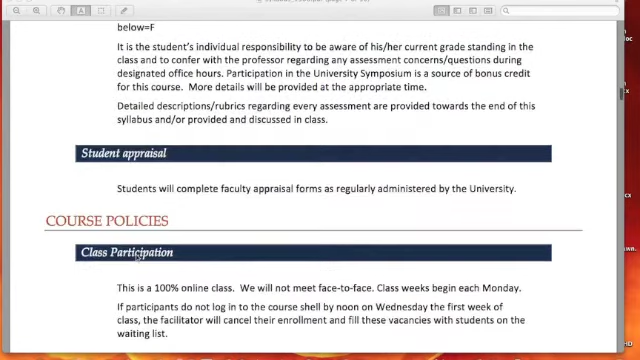 below=F
It is the student's individual responsibility to be aware of his/her current grade standing in the
class and to confer with the professor regarding any assessment concerns/questions during
designated office hours. Participation in the University Symposium is a source of bonus credit
for this course. More details will be provided at the appropriate time.
Detailed descriptions/rubrics regarding every assessment are provided towards the end of this
syllabus and/or provided and discussed in class.
Student appraisal
Students will complete faculty appraisal forms as regularly administered by the University.
COURSE POLICIES
Class Participation
This is a 100% online class. We will not meet face-to-face. Class weeks begin each Monday.
If participants do not log in to the course shell by noon on Wednesday the first week of
class, the facilitator will cancel their enrollment and fill these vacancies with students on the
waiting list.